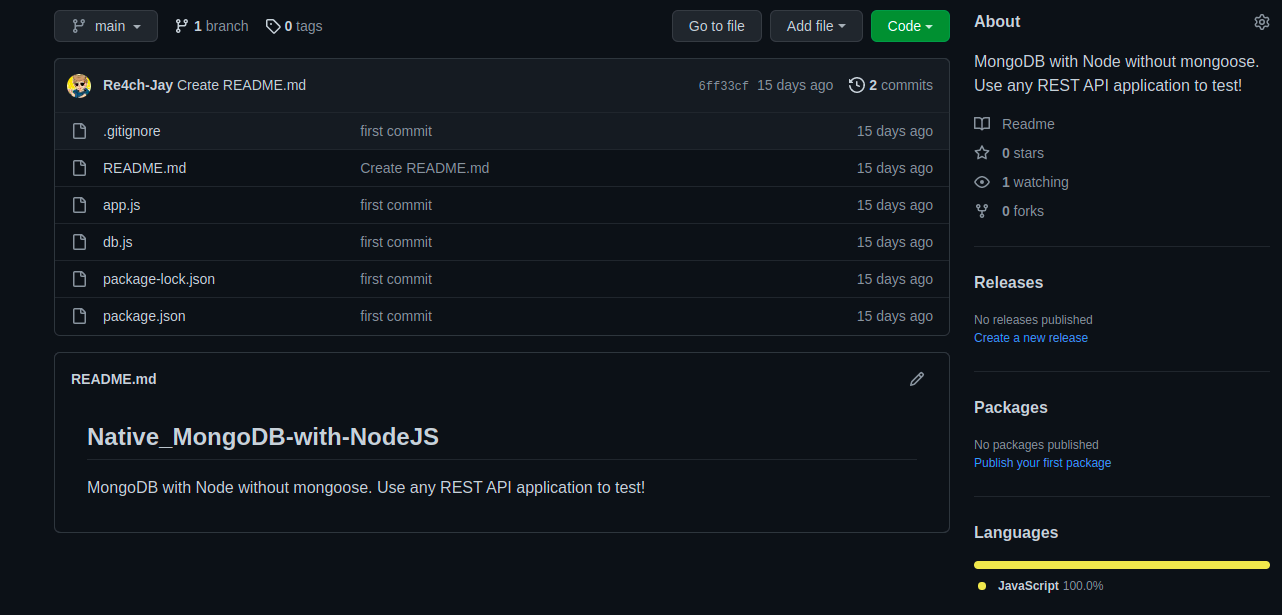 main 1 branch 0 tags Go to file Add file Code
Re4ch-Jay Create README.md 6ff33cf 15 days ago 2 commits
.gitignore first commit 15 days ago
README.md Create README.md 15 days ago
app.js first commit 15 days ago
db.js first commit 15 days ago
package-lock.json first commit 15 days ago
package.json first commit 15 days ago
README.md
Native_MongoDB-with-NodeJS
MongoDB with Node without mongoose. Use any REST API application to test!
About
MongoDB with Node without mongoose.
Use any REST API application to test!
Readme
0 stars
1 watching
0 forks
Releases
No releases published
Create a new release
Packages
No packages published
Publish your first package
Languages
JavaScript 100.0%